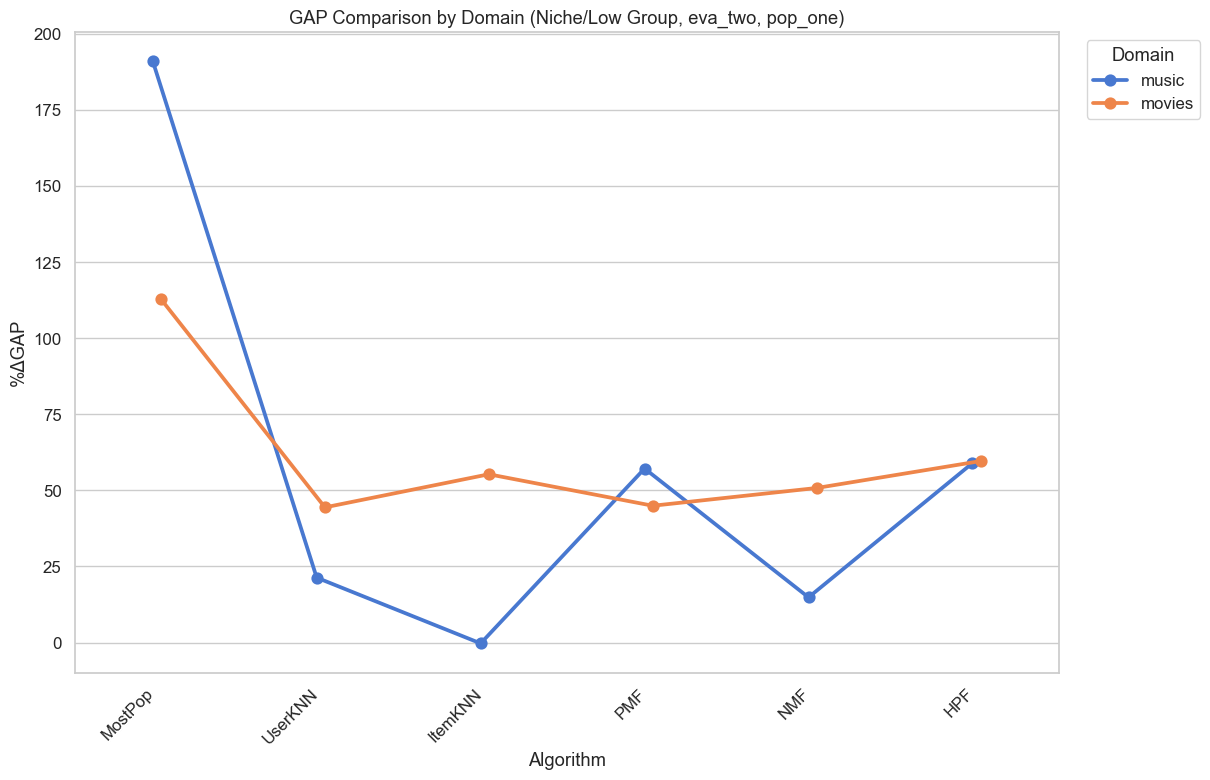 GAP Comparison by Domain (Niche/Low Group, eva_two, pop_one)
200
175
150
125
100
75
50
25
0
%ΔGAP
MostPop
UserKNN
ItemKNN
PMF
NMF
HPF
Algorithm
Domain
music
movies